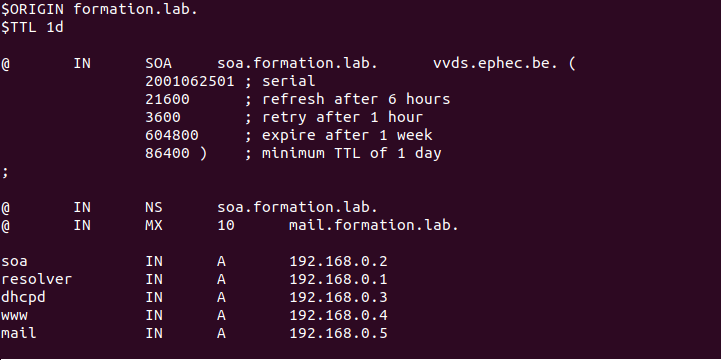 $ORIGIN formation.lab.
$TTL 1d
@ IN SOA soa.formation.lab. vvds.ephec.be. (
2001062501 ; serial
21600 ; refresh after 6 hours
3600 ; retry after 1 hour
604800 ; expire after 1 week
86400 ) ; minimum TTL of 1 day
;
@ IN NS soa.formation.lab.
@ IN MX 10 mail.formation.lab.
soa IN A 192.168.0.2
resolver IN A 192.168.0.1
dhcpd IN A 192.168.0.3
www IN A 192.168.0.4
mail IN A 192.168.0.5